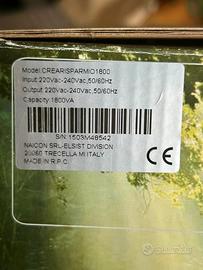 Model:CREARISPARMIO1800
Input 220Vac-240Vac,50/60Hz
Output 220Vac-240Vac,50/60Hz
Capacity:1800VA
S/N:1503M48542
NAICON SRL-ELSIST DIVISION
20060 TRECELLA MI ITALY
MADE IN R.P.C.
CE
subito